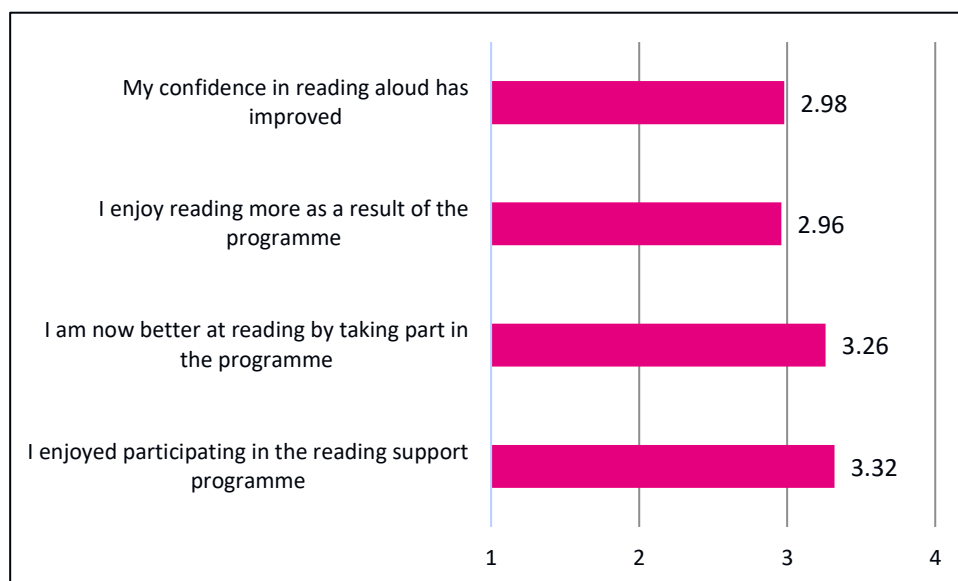 My confidence in reading aloud has
improved
2.98
I enjoy reading more as a result of the
programme
2.96
I am now better at reading by taking part in
the programme
3.26
I enjoyed participating in the reading support
programme
3.32
1 2 3 4